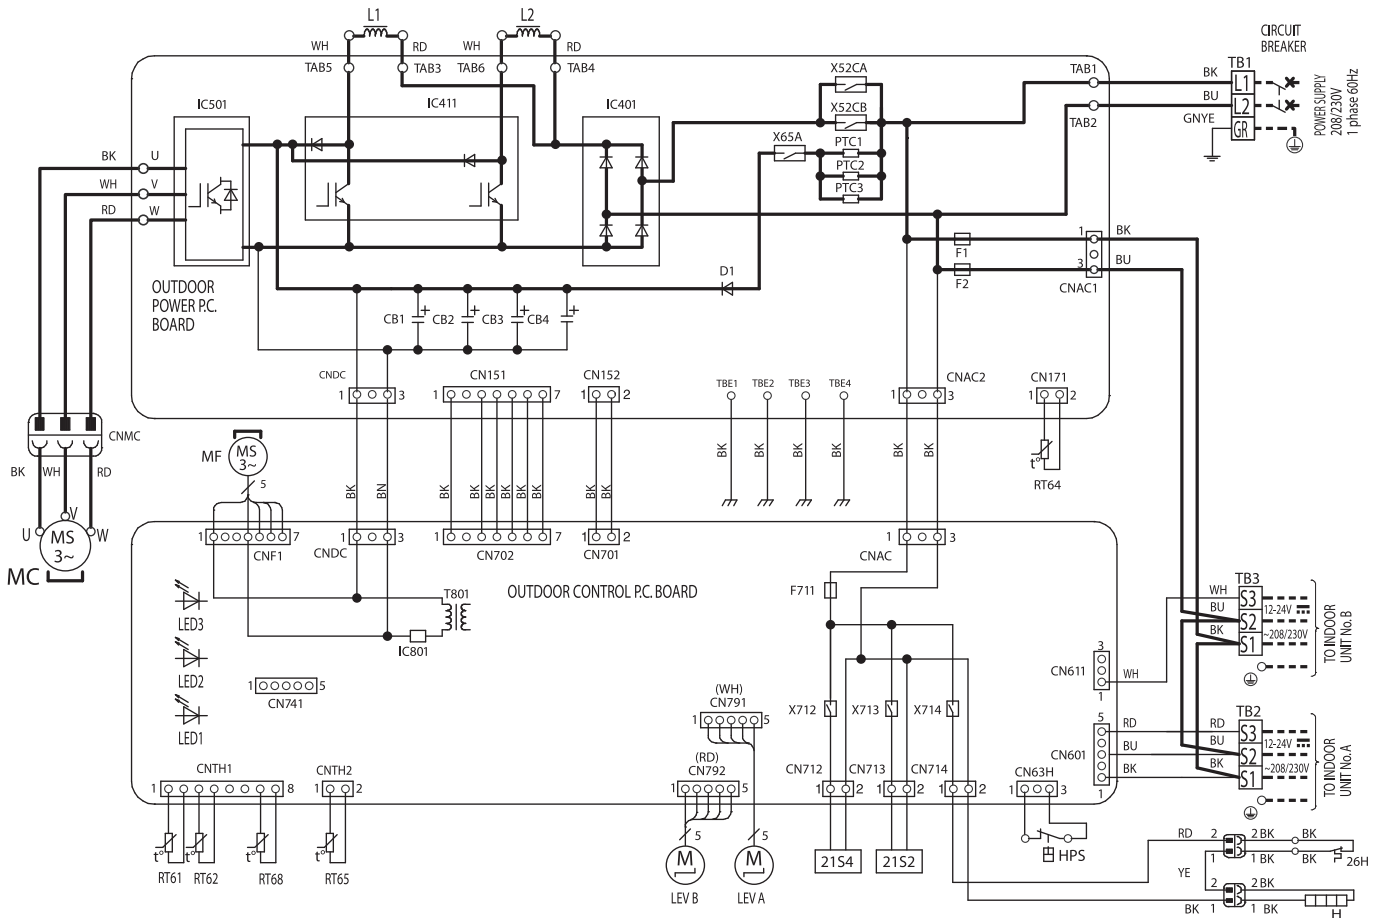 L1 L2
WH RD WH RD
TAB5 TAB3 TAB6 TAB4
CIRCUIT
BREAKER
TB1
BK L1
BU L2
GNYE GR
POWER SUPPLY
208/230V
1 phase 60Hz
TAB1
TAB2
X52CA
X52CB
X65A
PTC1
PTC2
PTC3
IC501 IC411 IC401
BK U
WH V
RD W
OUTDOOR
POWER P.C.
BOARD
D1
CB1 CB2 CB3 CB4
+ + + +
F1
F2
1 BK
3 BU
CNAC1
CNDC
1 3
CN151
1 7
CN152
1 2
TBE1 TBE2 TBE3 TBE4
CNAC2
1 3
CN171
1 2
t°
RT64
CNMC
BK WH RD
U V W
MS
3~
MC
MF
MS
3~
5
BK BN BK BK BK BK BK BK BK BK
BK BK BK BK BK BK
1 7
CNF1
1 3
CNDC
1 7
CN702
1 2
CN701
1 3
CNAC
OUTDOOR CONTROL P.C. BOARD
T801
IC801
F711
LED3
LED2
LED1
1 5
CN741
X712 X713 X714
(WH)
CN791
1 5
(RD)
CN792
1 5
CN611
3
1
WH
CN601
5
1
RD
BU
BK
CNTH1
1 8
CNTH2
1 2
CN712 CN713 CN714
1 2 1 2 1 2
CN63H
1 3
t° t° t° t°
RT61 RT62 RT68 RT65
5 5
M M
LEV B LEV A
21S4 21S2
HPS
TB3
WH S3
BU S2
BK S1
12-24V
~208/230V
TO INDOOR
UNIT No.B
TB2
RD S3
BU S2
BK S1
12-24V
~208/230V
TO INDOOR
UNIT No.A
RD 2 2 BK BK
1 1 BK BK
26H
YE
2 2 BK
BK 1 1 BK
H